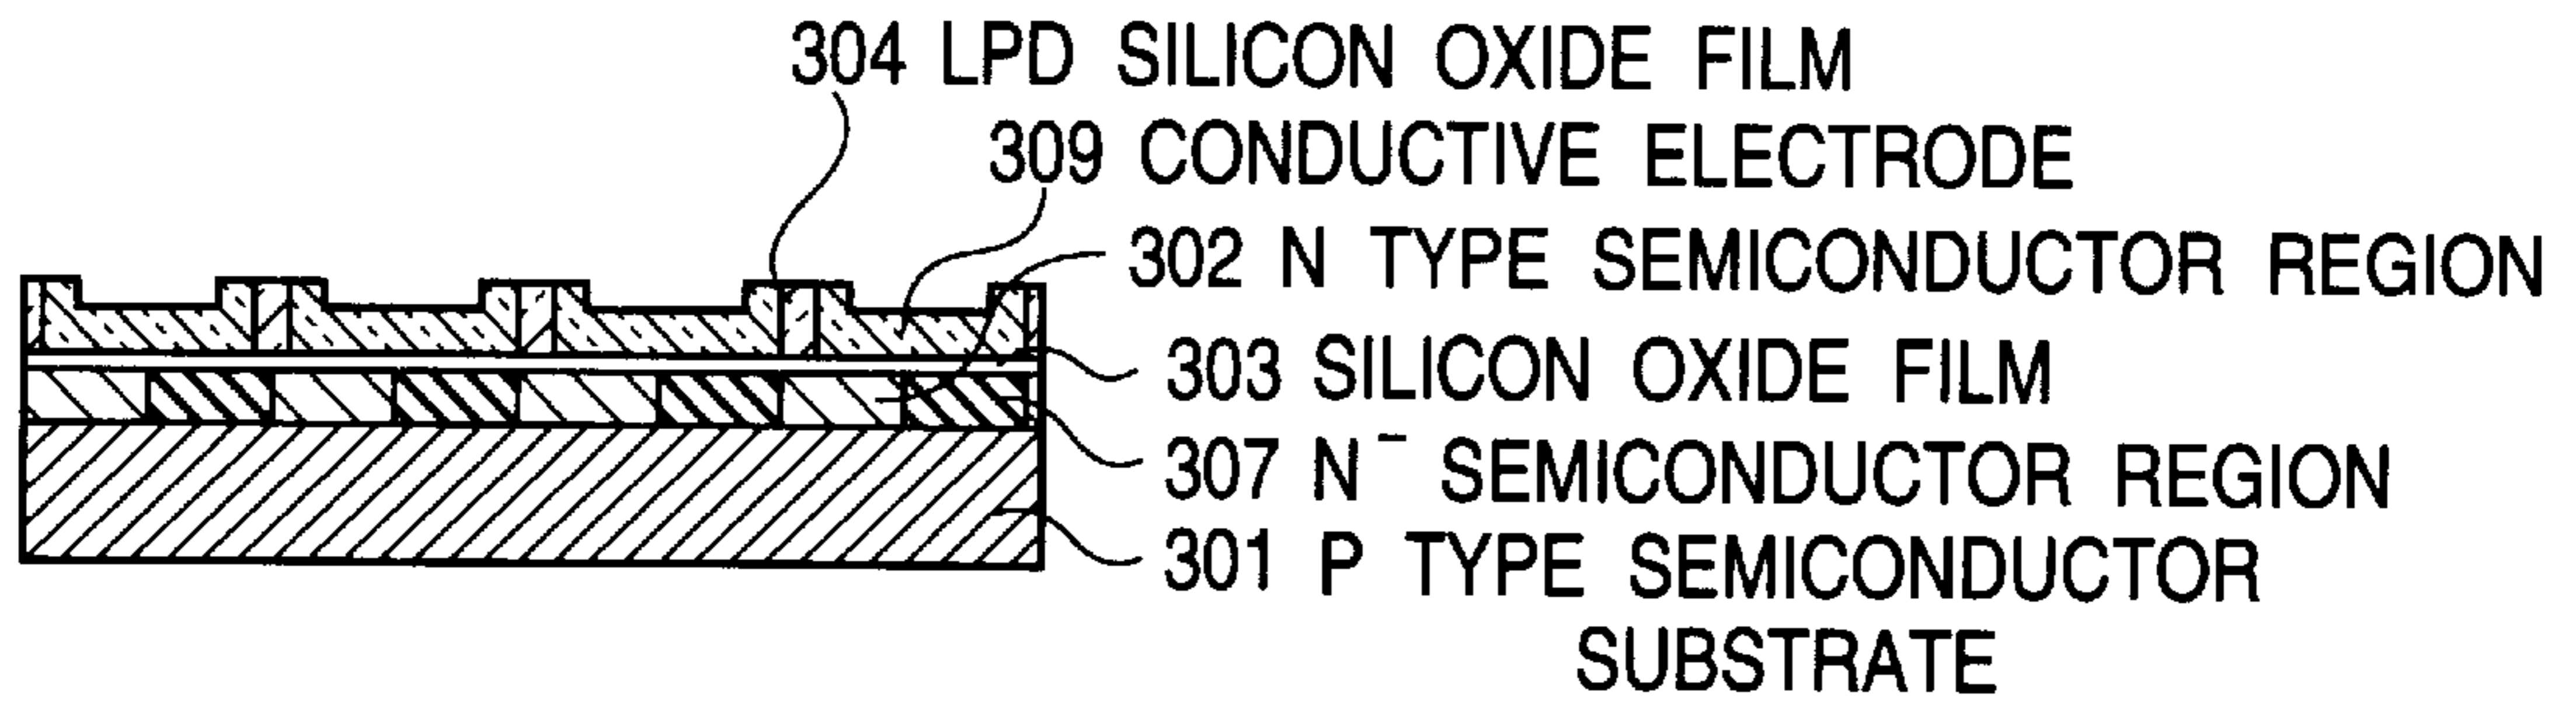 304 LPD SILICON OXIDE FILM
309 CONDUCTIVE ELECTRODE
302 N TYPE SEMICONDUCTOR REGION
303 SILICON OXIDE FILM
307 N⁻ SEMICONDUCTOR REGION
301 P TYPE SEMICONDUCTOR
SUBSTRATE